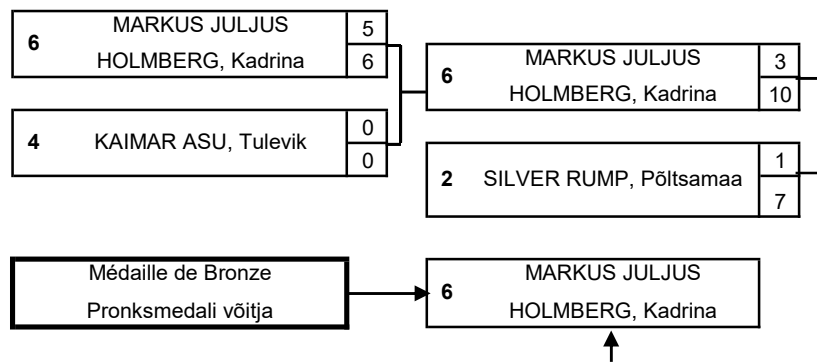 6 MARKUS JULJUS 5
HOLMBERG, Kadrina 6
4 KAIMAR ASU, Tulevik 0
0
6 MARKUS JULJUS 3
HOLMBERG, Kadrina 10
2 SILVER RUMP, Põltsamaa 1
7
Médaille de Bronze
Pronksmedali võitja
6 MARKUS JULJUS
HOLMBERG, Kadrina